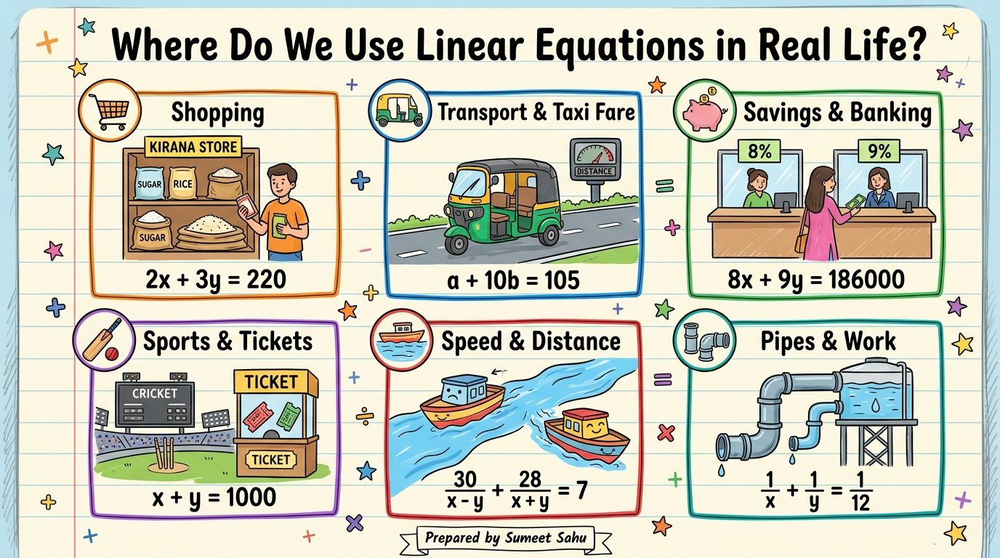 Where Do We Use Linear Equations in Real Life?
Shopping
KIRANA STORE
SUGAR
RICE
SUGAR
2x + 3y = 220
Transport & Taxi Fare
DISTANCE
a + 10b = 105
Savings & Banking
8%
9%
8x + 9y = 186000
Sports & Tickets
CRICKET
TICKET
TICKET
x + y = 1000
Speed & Distance
30/(x - y) + 28/(x + y) = 7
Pipes & Work
1/x + 1/y = 1/12
Prepared by Sumeet Sahu